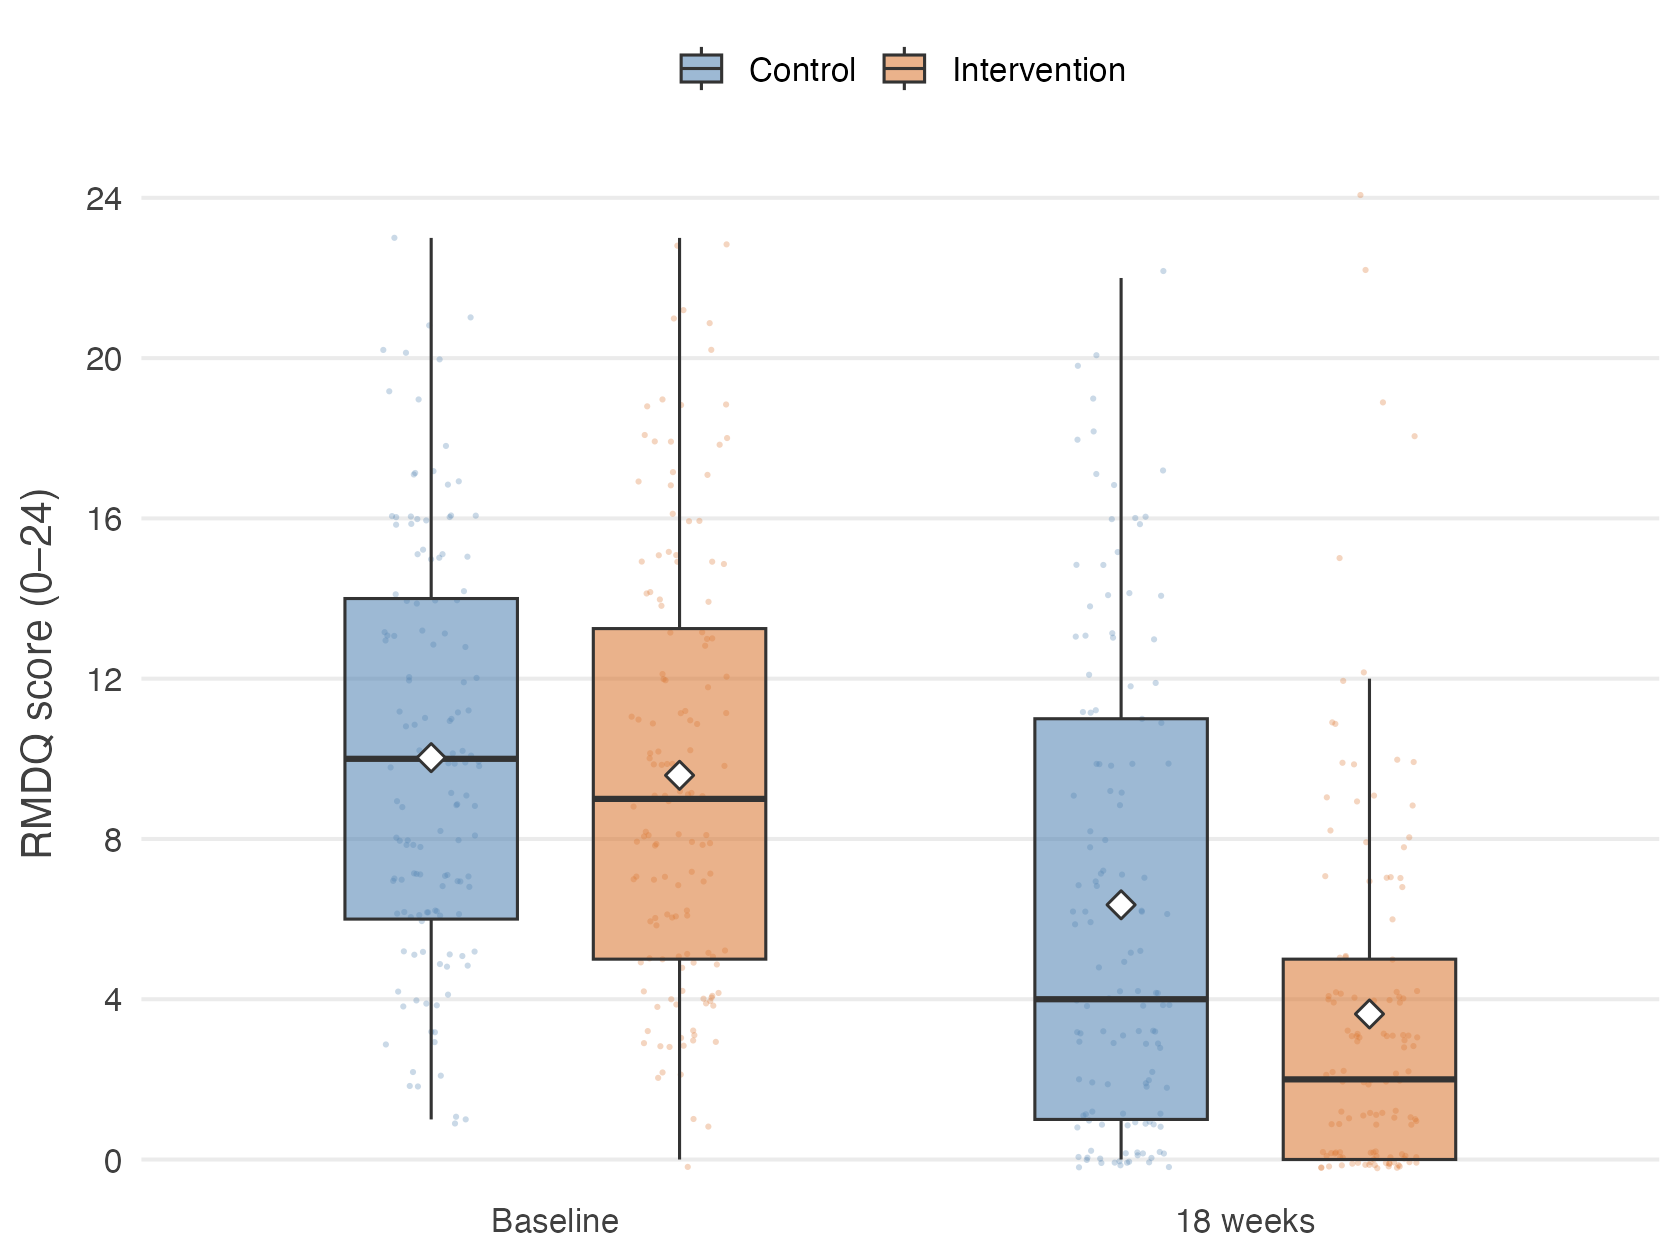 Control Intervention
RMDQ score (0–24)
24
20
16
12
8
4
0
Baseline 18 weeks